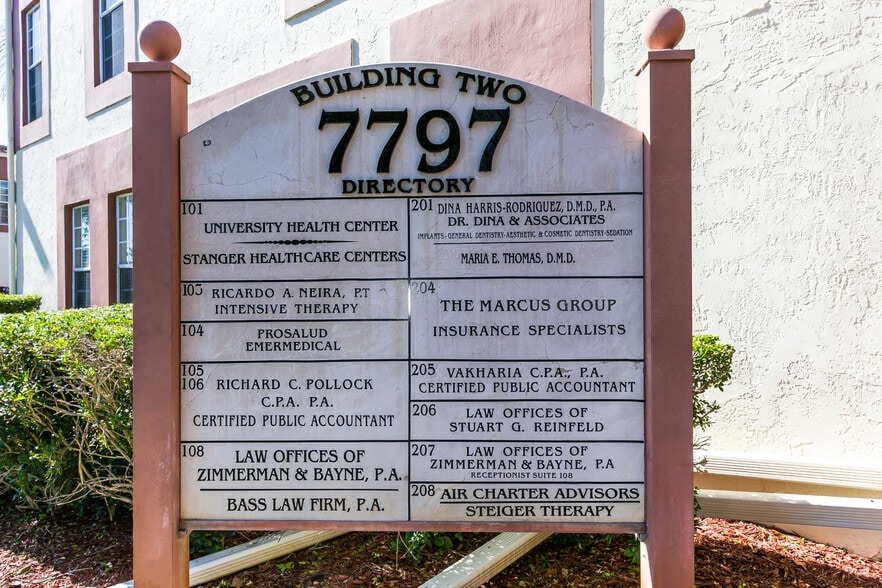 BUILDING TWO
7797
DIRECTORY
101
UNIVERSITY HEALTH CENTER
STANGER HEALTHCARE CENTERS
103
RICARDO A. NEIRA, P.T
INTENSIVE THERAPY
104
PROSALUD
EMERMEDICAL
105
106
RICHARD C. POLLOCK
C.P.A. P.A.
CERTIFIED PUBLIC ACCOUNTANT
108
LAW OFFICES OF
ZIMMERMAN & BAYNE, P.A.
BASS LAW FIRM, P.A.
201
DINA HARRIS-RODRIGUEZ, D.M.D., P.A.
DR. DINA & ASSOCIATES
IMPLANTS-GENERAL DENTISTRY-AESTHETIC & COSMETIC DENTISTRY-SEDATION
MARIA E. THOMAS, D.M.D.
204
THE MARCUS GROUP
INSURANCE SPECIALISTS
205
VAKHARIA C.P.A., P.A.
CERTIFIED PUBLIC ACCOUNTANT
206
LAW OFFICES OF
STUART G. REINFELD
207
LAW OFFICES OF
ZIMMERMAN & BAYNE, P.A
RECEPTIONIST SUITE 108
208
AIR CHARTER ADVISORS
STEIGER THERAPY